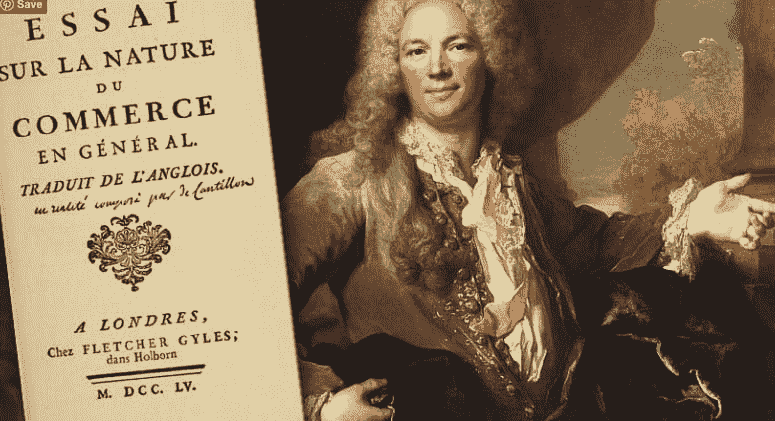 Save
ESSAI
SUR LA NATURE
DU
COMMERCE
EN GÉNÉRAL.
TRADUIT DE L'ANGLOIS.
en realité composé par de Cantillon
A LONDRES,
Chez FLETCHER GYLES;
dans Holborn
M. DCC. LV.